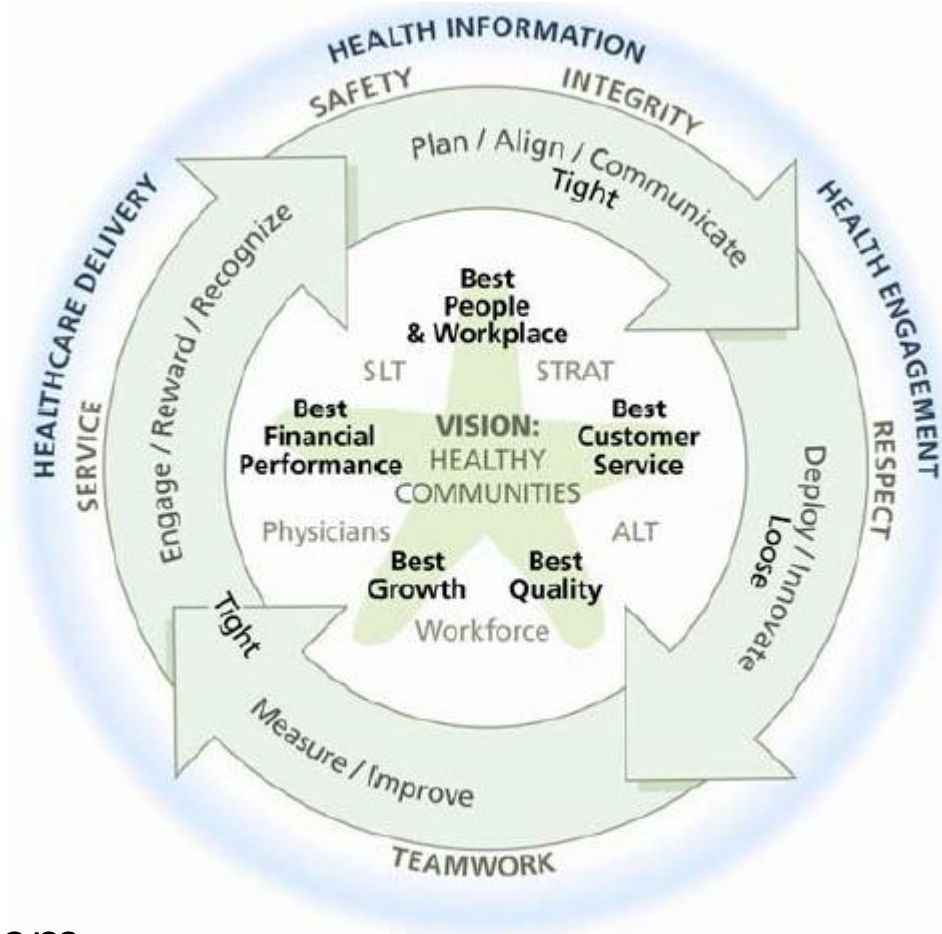 HEALTH INFORMATION
SAFETY
INTEGRITY
HEALTHCARE DELIVERY
HEALTH ENGAGEMENT
Plan / Align / Communicate
Tight
Engage / Reward / Recognize
Best
People
& Workplace
SLT
STRAT
Best
Financial
Performance
VISION:
HEALTHY
COMMUNITIES
Best
Customer
Service
SERVICE
RESPECT
Deploy / Innovate
Loose
Physicians
ALT
Best
Growth
Best
Quality
Workforce
Tight
Measure / Improve
TEAMWORK